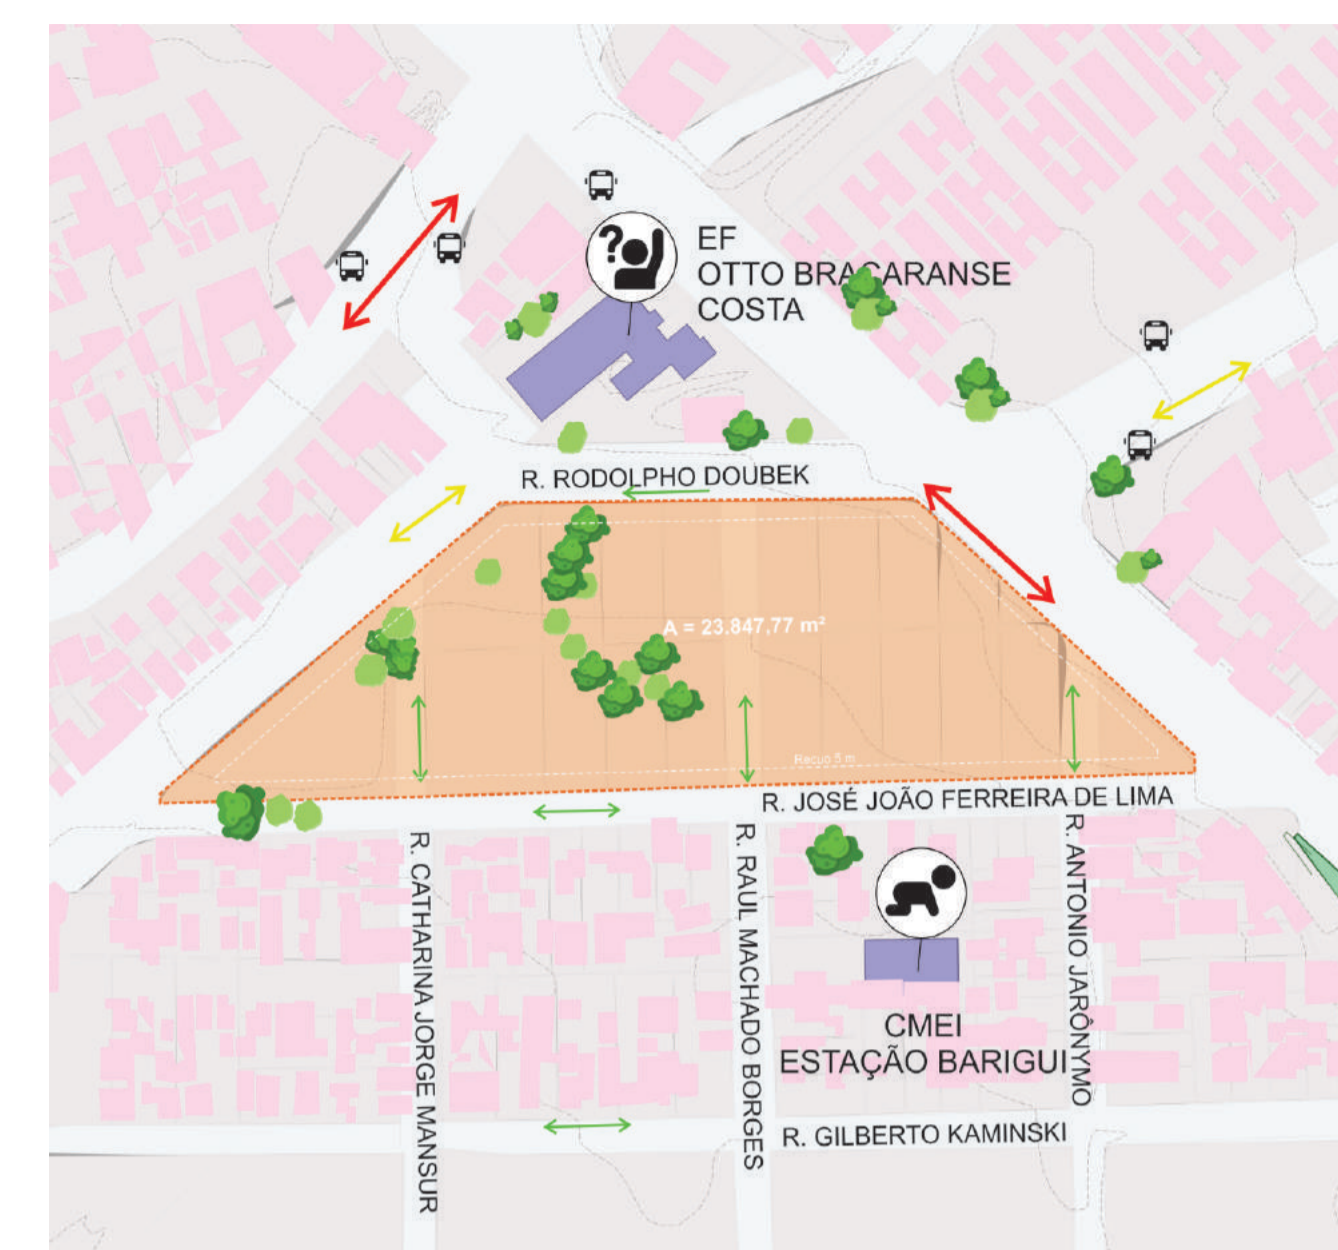 ?
EF
OTTO BRACARANSE
COSTA
R. RODOLPHO DOUBEK
A = 23.847,77 m²
Recuo 5 m
R. JOSÉ JOÃO FERREIRA DE LIMA
R. CATHARINA JORGE MANSUR
R. RAUL MACHADO BORGES
R. ANTONIO JARÔNYMO
CMEI
ESTAÇÃO BARIGUI
R. GILBERTO KAMINSKI